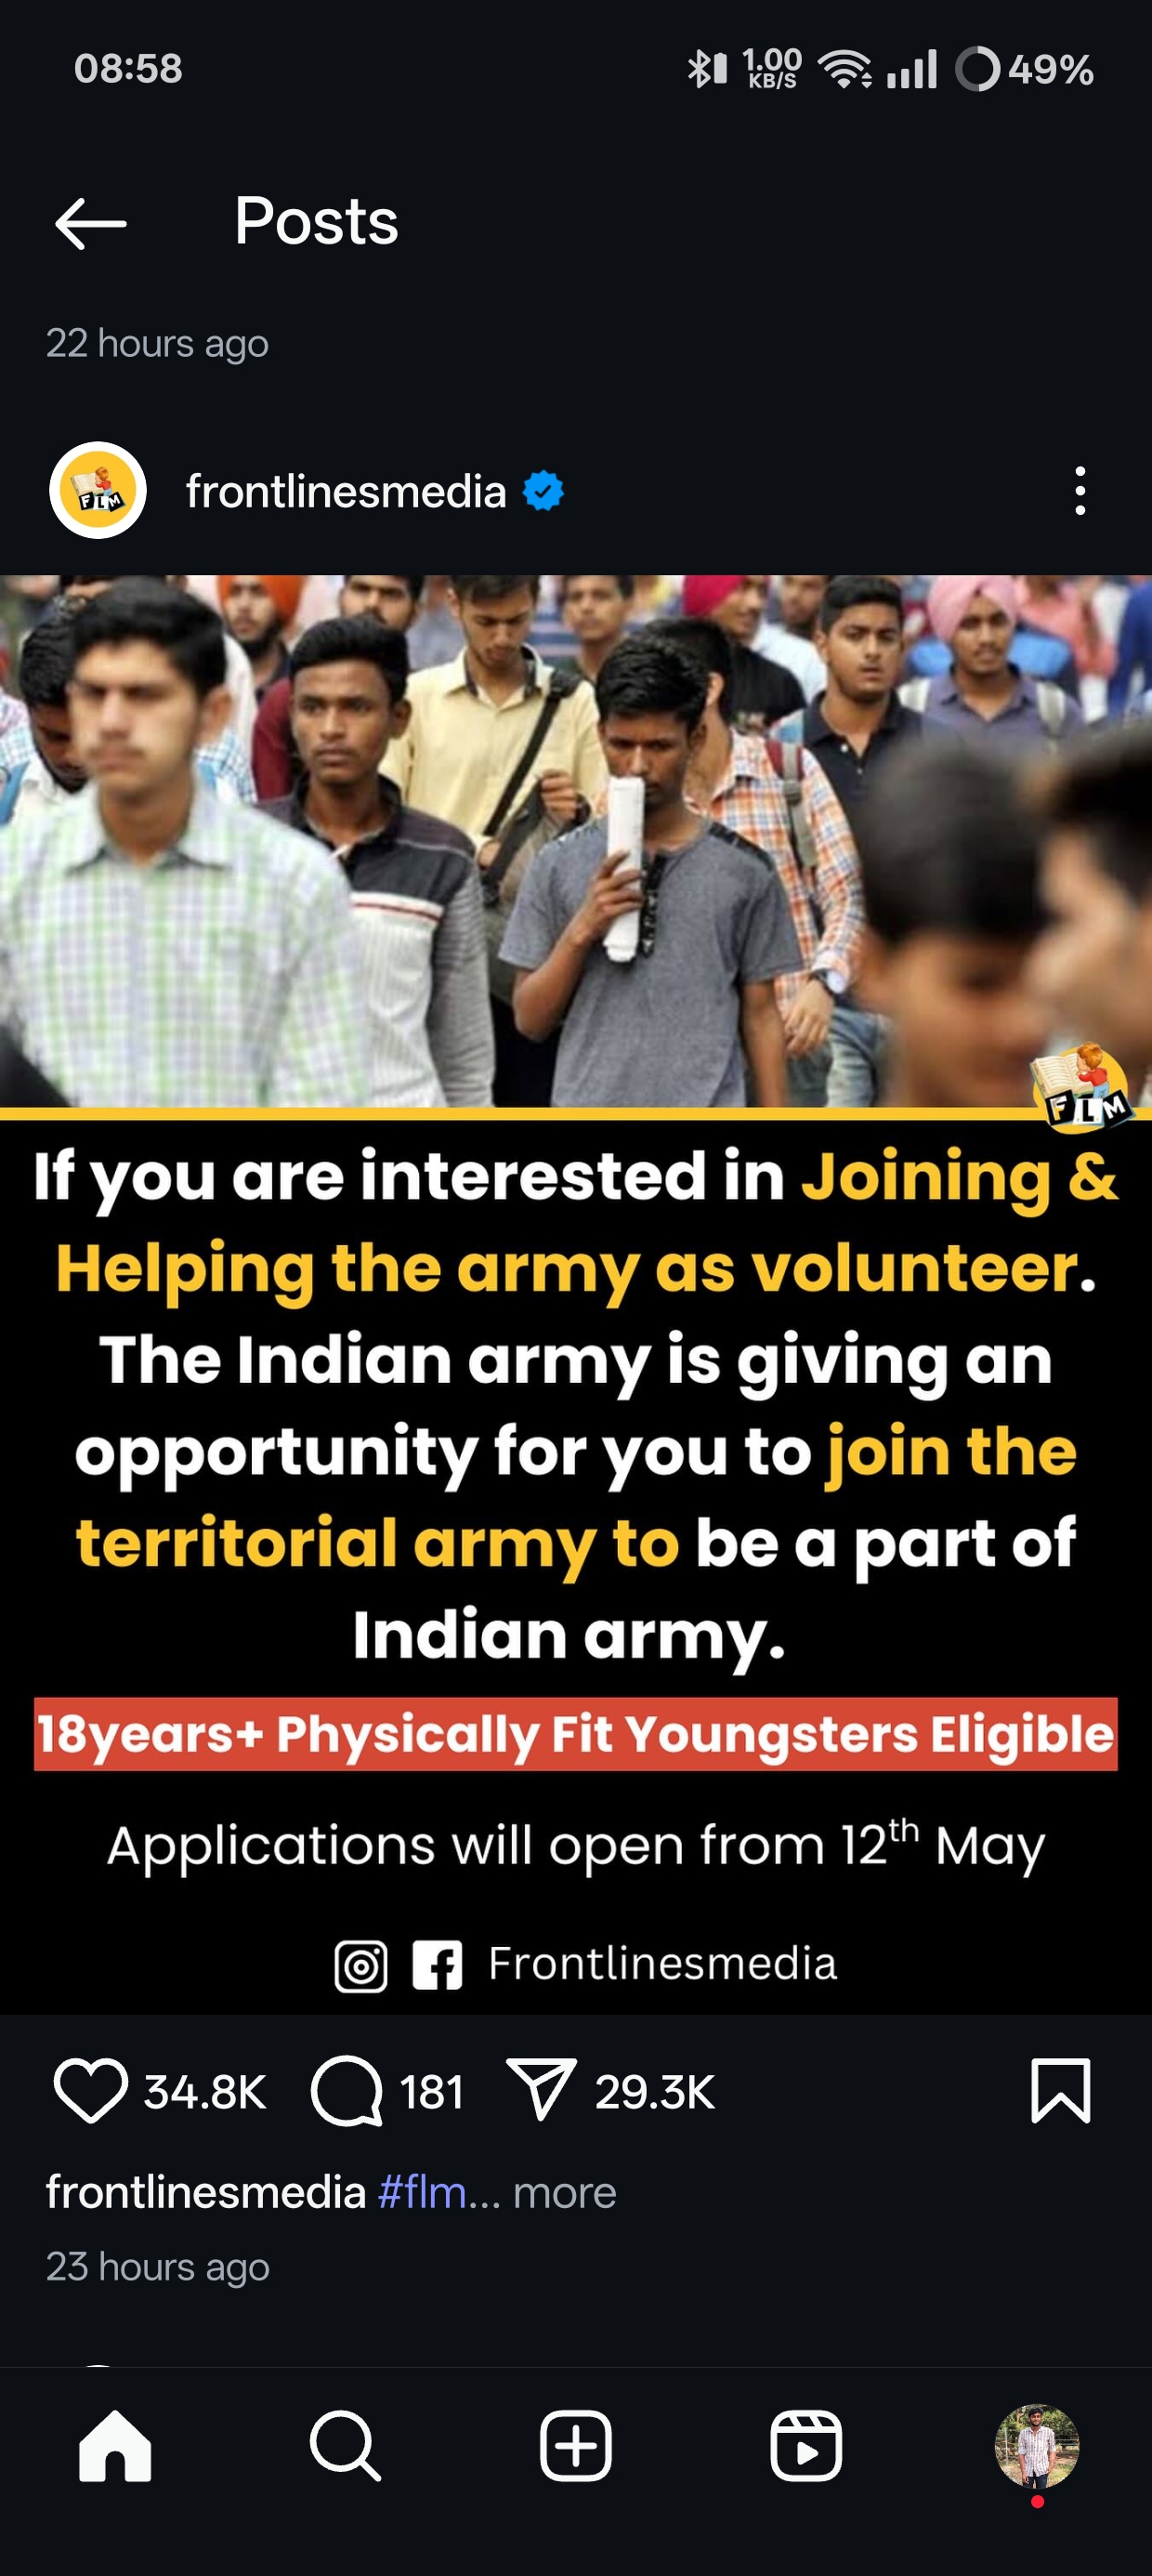 08:58
1.00
KB/S
49%
Posts
22 hours ago
frontlinesmedia
FLM
If you are interested in Joining &
Helping the army as volunteer.
The Indian army is giving an
opportunity for you to join the
territorial army to be a part of
Indian army.
18years+ Physically Fit Youngsters Eligible
Applications will open from 12th May
Frontlinesmedia
34.8K 181 29.3K
frontlinesmedia #flm... more
23 hours ago